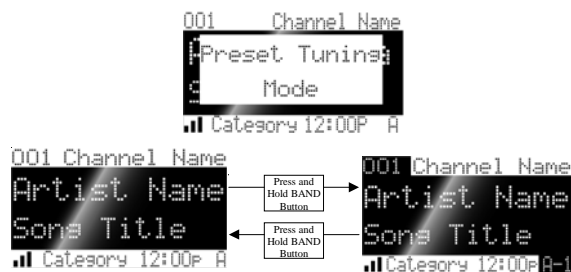 001 Channel Name
Preset Tuning
Mode
Category 12:00P A
001 Channel Name
Artist Name
Song Title
Category 12:00P A
Press and
Hold BAND
Button
Press and
Hold BAND
Button
001 Channel Name
Artist Name
Song Title
Category 12:00P A-1